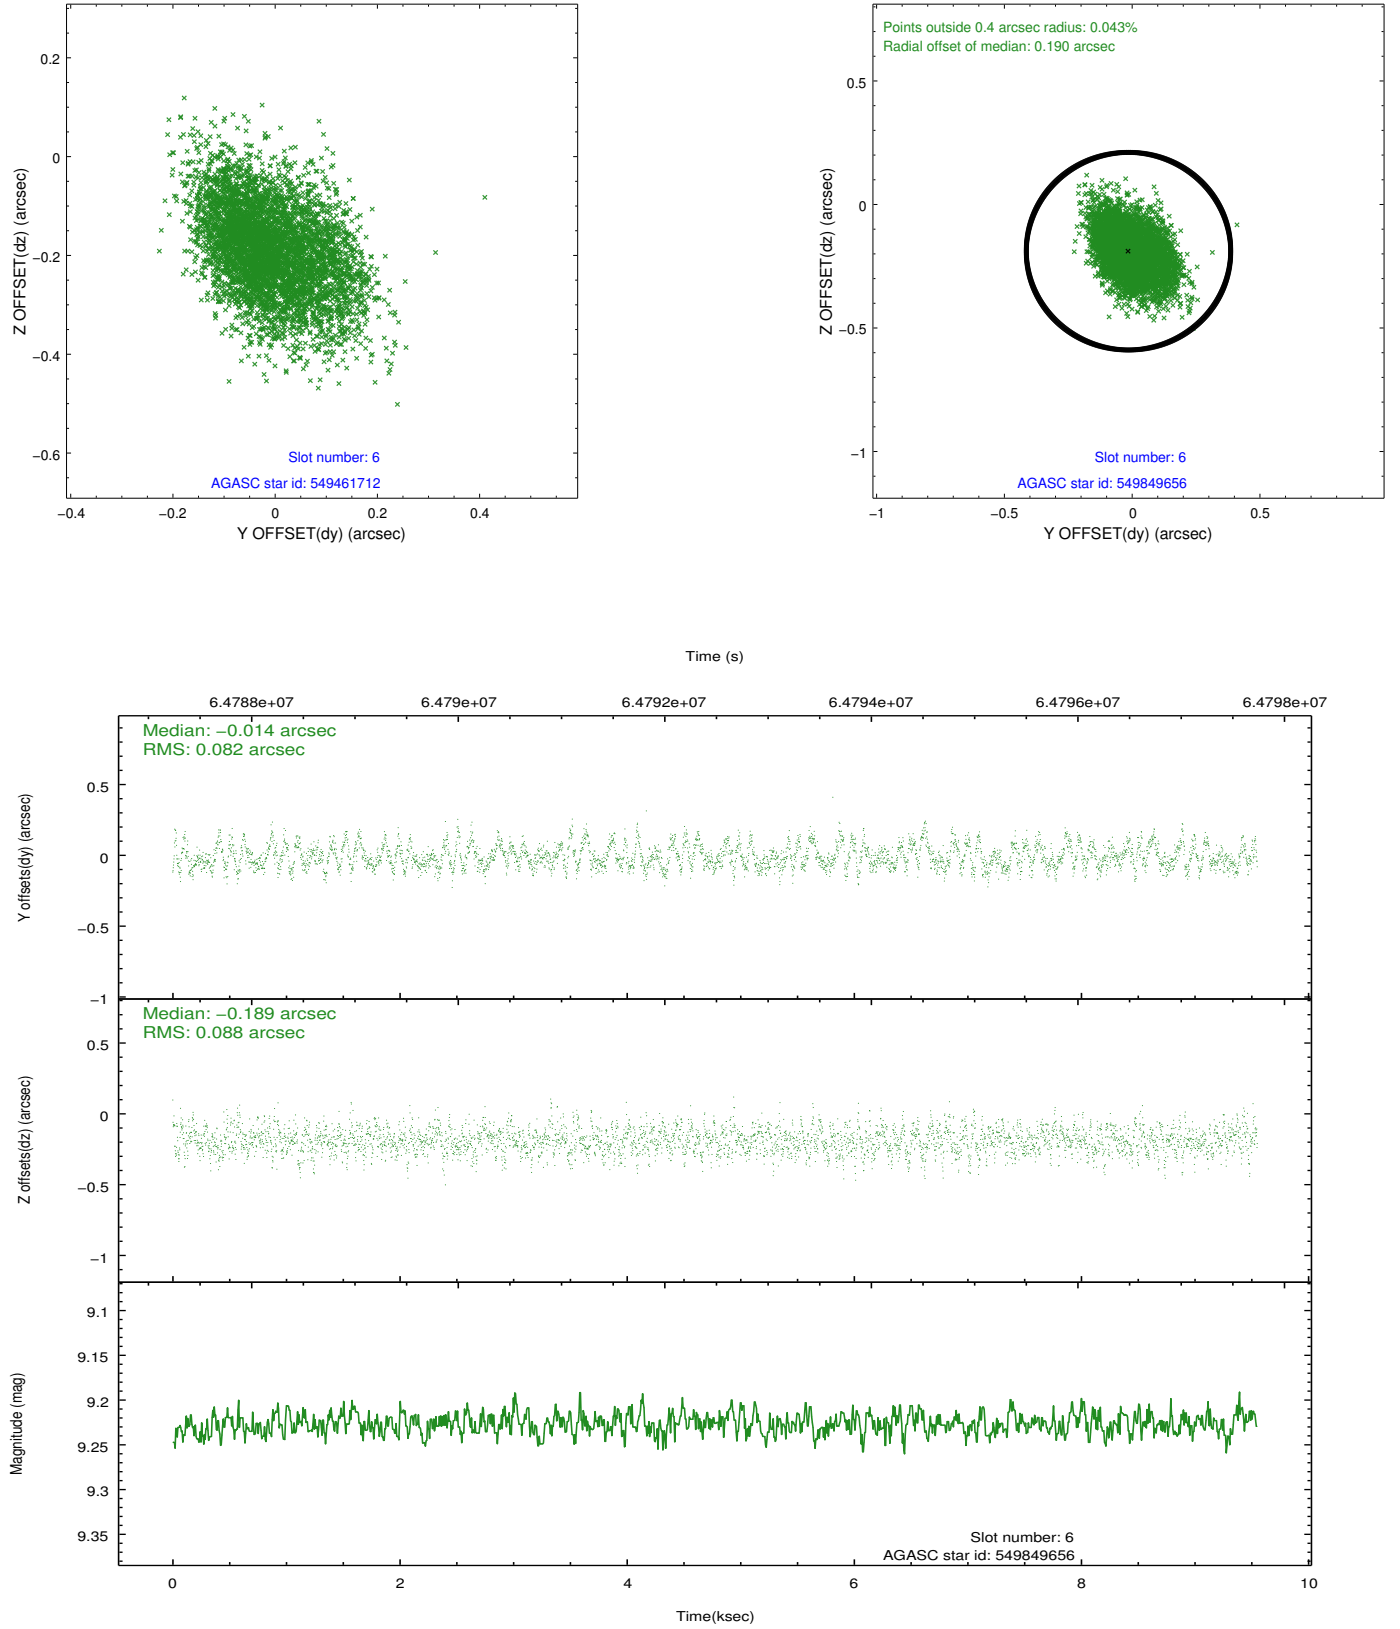 0.2
0
−0.2
−0.4
−0.6
Z OFFSET(dz) (arcsec)
Slot number: 6
AGASC star id: 549461712
−0.4
−0.2
0
0.2
0.4
Y OFFSET(dy) (arcsec)
Points outside 0.4 arcsec radius: 0.043%
Radial offset of median: 0.190 arcsec
0.5
0
−0.5
−1
Z OFFSET(dz) (arcsec)
Slot number: 6
AGASC star id: 549849656
−1
−0.5
0
0.5
Y OFFSET(dy) (arcsec)
Time (s)
6.4788e+07
6.479e+07
6.4792e+07
6.4794e+07
6.4796e+07
6.4798e+07
Median: −0.014 arcsec
RMS: 0.082 arcsec
0.5
0
−0.5
−1
Y offsets(dy) (arcsec)
Median: −0.189 arcsec
RMS: 0.088 arcsec
0.5
0
−0.5
−1
Z offsets(dz) (arcsec)
9.1
9.15
9.2
9.25
9.3
9.35
Magnitude (mag)
Slot number: 6
AGASC star id: 549849656
0
2
4
6
8
10
Time(ksec)